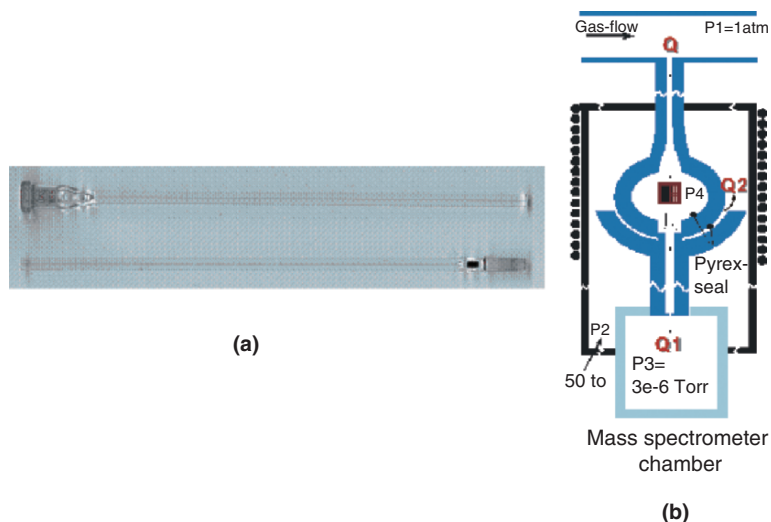 Gas-flow
P1=1atm
Q
P4
Q2
Pyrex-
seal
P2
Q1
50 to
P3=
3e-6 Torr
Mass spectrometer
chamber
(a)
(b)